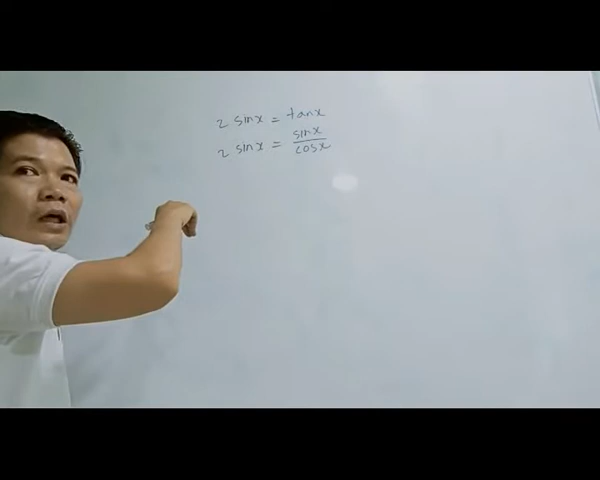 2 sinx = tanx
2 sinx = sinx/cosx